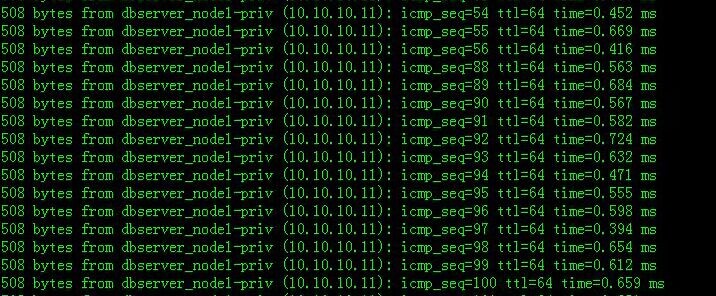 508 bytes from dbserver_node1-priv (10.10.10.11): icmp_seq=54 ttl=64 time=0.452 ms
508 bytes from dbserver_node1-priv (10.10.10.11): icmp_seq=55 ttl=64 time=0.669 ms
508 bytes from dbserver_node1-priv (10.10.10.11): icmp_seq=56 ttl=64 time=0.416 ms
508 bytes from dbserver_node1-priv (10.10.10.11): icmp_seq=88 ttl=64 time=0.563 ms
508 bytes from dbserver_node1-priv (10.10.10.11): icmp_seq=89 ttl=64 time=0.684 ms
508 bytes from dbserver_node1-priv (10.10.10.11): icmp_seq=90 ttl=64 time=0.567 ms
508 bytes from dbserver_node1-priv (10.10.10.11): icmp_seq=91 ttl=64 time=0.582 ms
508 bytes from dbserver_node1-priv (10.10.10.11): icmp_seq=92 ttl=64 time=0.724 ms
508 bytes from dbserver_node1-priv (10.10.10.11): icmp_seq=93 ttl=64 time=0.632 ms
508 bytes from dbserver_node1-priv (10.10.10.11): icmp_seq=94 ttl=64 time=0.471 ms
508 bytes from dbserver_node1-priv (10.10.10.11): icmp_seq=95 ttl=64 time=0.555 ms
508 bytes from dbserver_node1-priv (10.10.10.11): icmp_seq=96 ttl=64 time=0.598 ms
508 bytes from dbserver_node1-priv (10.10.10.11): icmp_seq=97 ttl=64 time=0.394 ms
508 bytes from dbserver_node1-priv (10.10.10.11): icmp_seq=98 ttl=64 time=0.654 ms
508 bytes from dbserver_node1-priv (10.10.10.11): icmp_seq=99 ttl=64 time=0.612 ms
508 bytes from dbserver_node1-priv (10.10.10.11): icmp_seq=100 ttl=64 time=0.659 ms